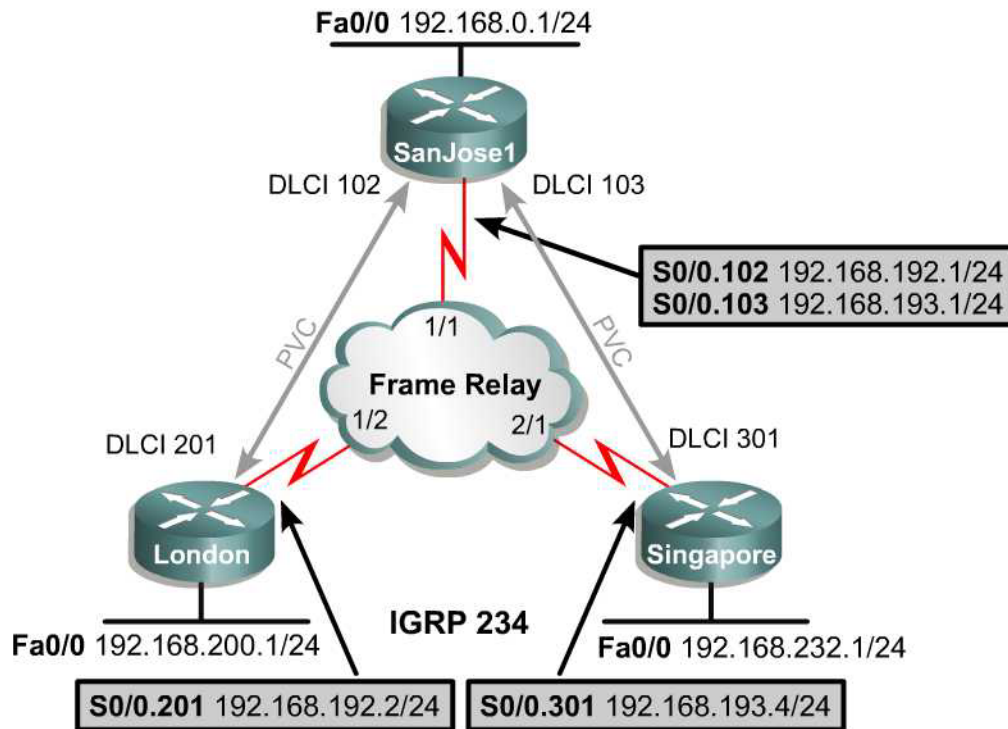 Fa0/0 192.168.0.1/24
SanJose1
DLCI 102
DLCI 103
S0/0.102 192.168.192.1/24
S0/0.103 192.168.193.1/24
PVC
PVC
1/1
Frame Relay
1/2
2/1
DLCI 201
DLCI 301
London
Singapore
IGRP 234
Fa0/0 192.168.200.1/24
Fa0/0 192.168.232.1/24
S0/0.201 192.168.192.2/24
S0/0.301 192.168.193.4/24